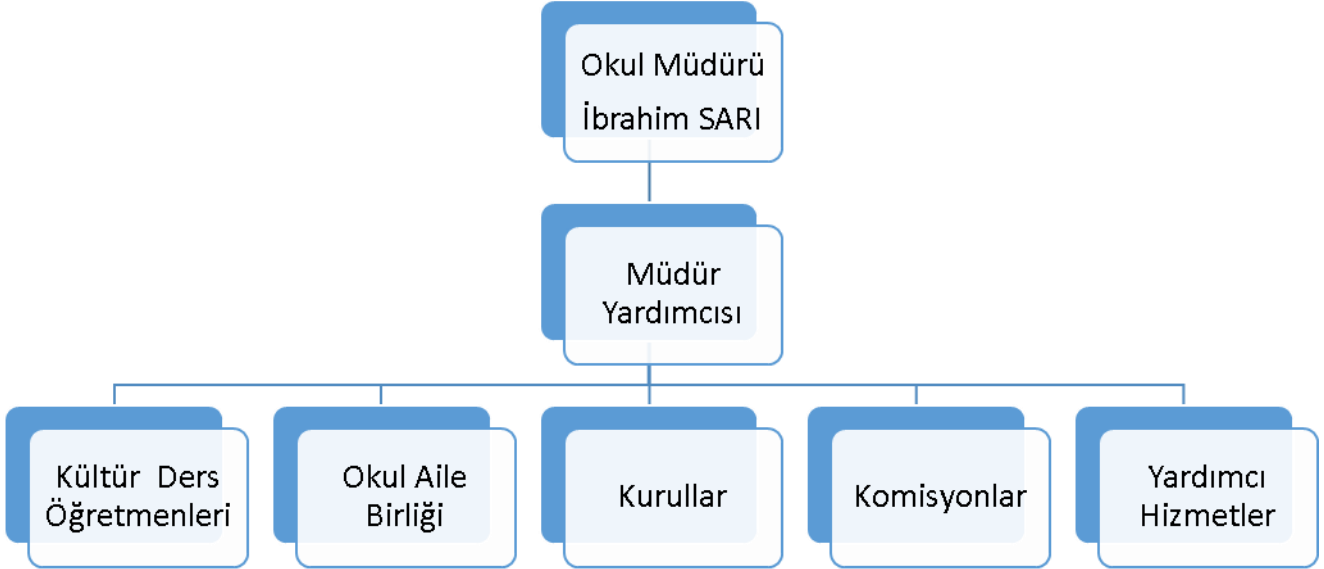 Okul Müdürü
İbrahim SARI
Müdür
Yardımcısı
Kültür  Ders
Öğretmenleri
Okul Aile
Birliği
Kurullar
Komisyonlar
Yardımcı
Hizmetler